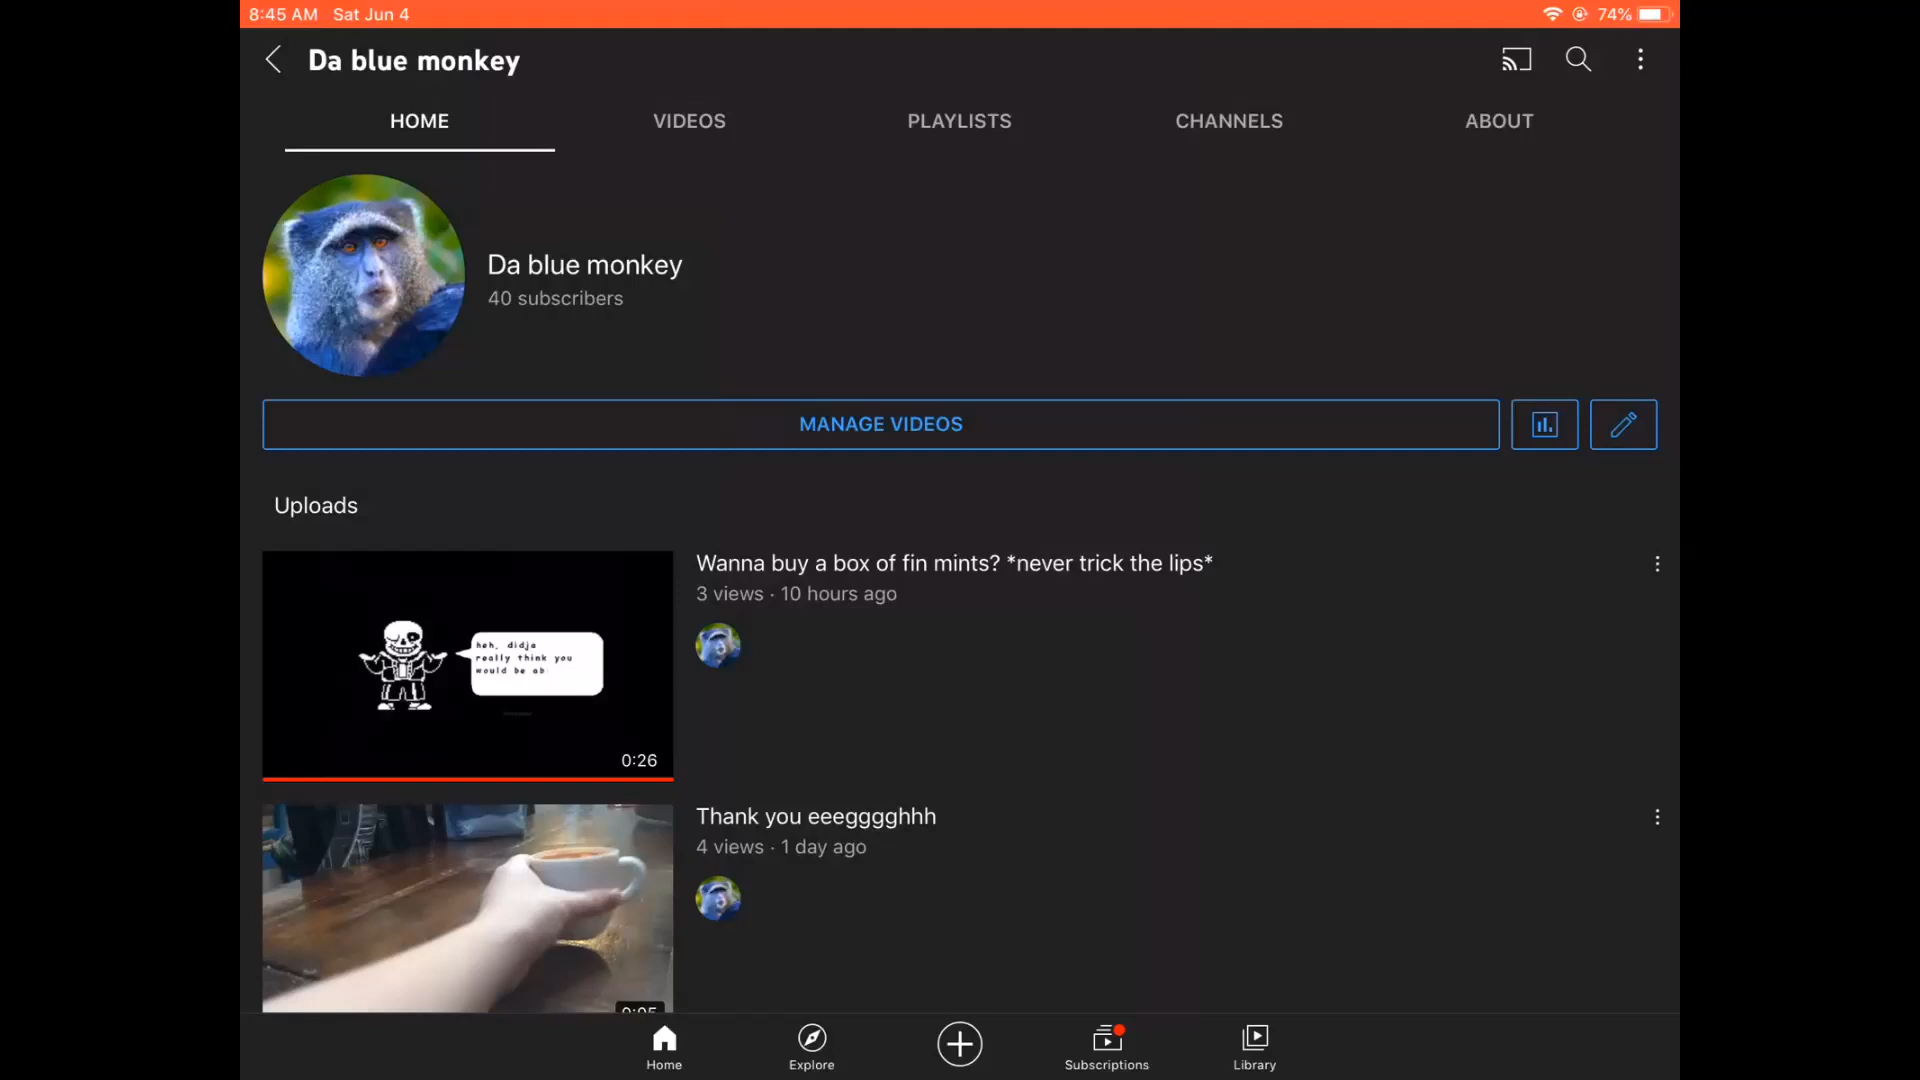 8:45 AM Sat Jun 4
74%
Da blue monkey
HOME VIDEOS PLAYLISTS CHANNELS ABOUT
Da blue monkey
40 subscribers
MANAGE VIDEOS
Uploads
Wanna buy a box of fin mints? *never trick the lips*
3 views · 10 hours ago
heh, didja
really think you
would be ab
0:26
Thank you eeegggghhh
4 views · 1 day ago
Home Explore Subscriptions Library